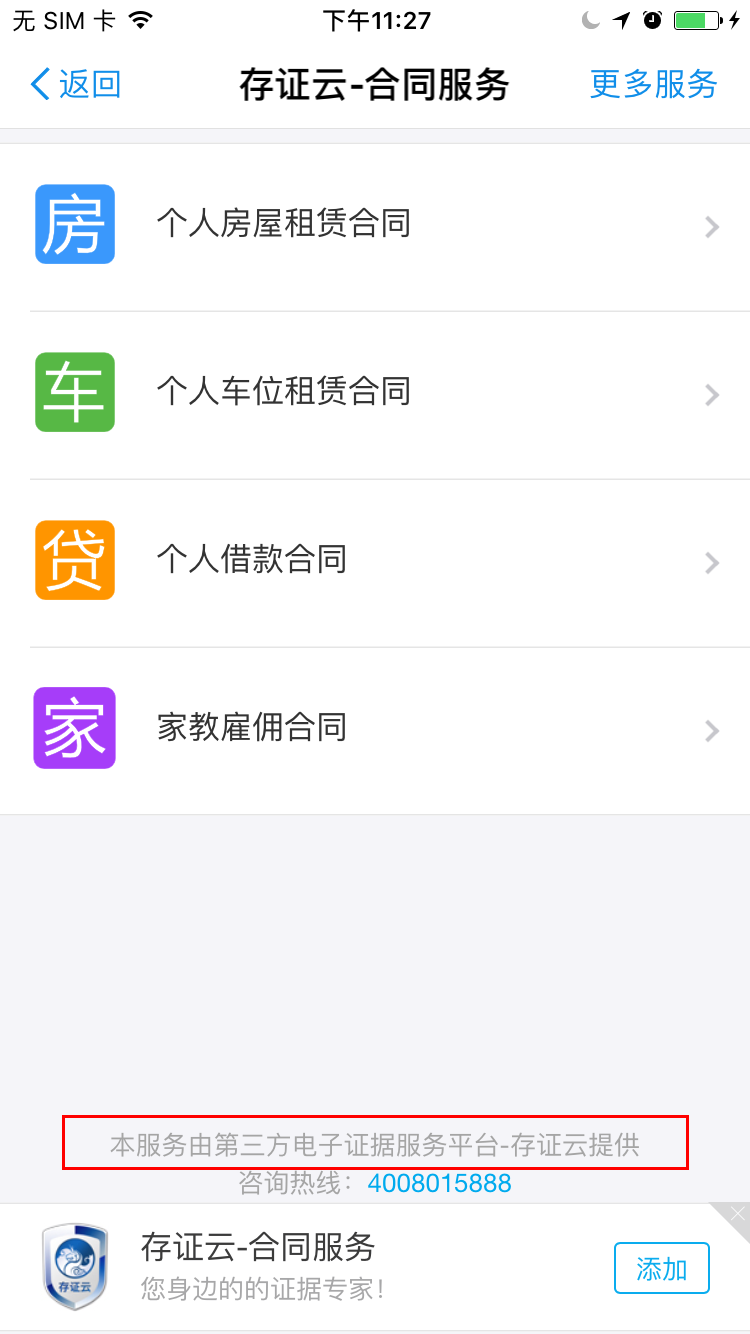 无 SIM 卡 下午11:27
返回 存证云-合同服务 更多服务
房 个人房屋租赁合同
车 个人车位租赁合同
贷 个人借款合同
家 家教雇佣合同
本服务由第三方电子证据服务平台-存证云提供
咨询热线：4008015888
存证云-合同服务
存证云
您身边的的证据专家！
添加